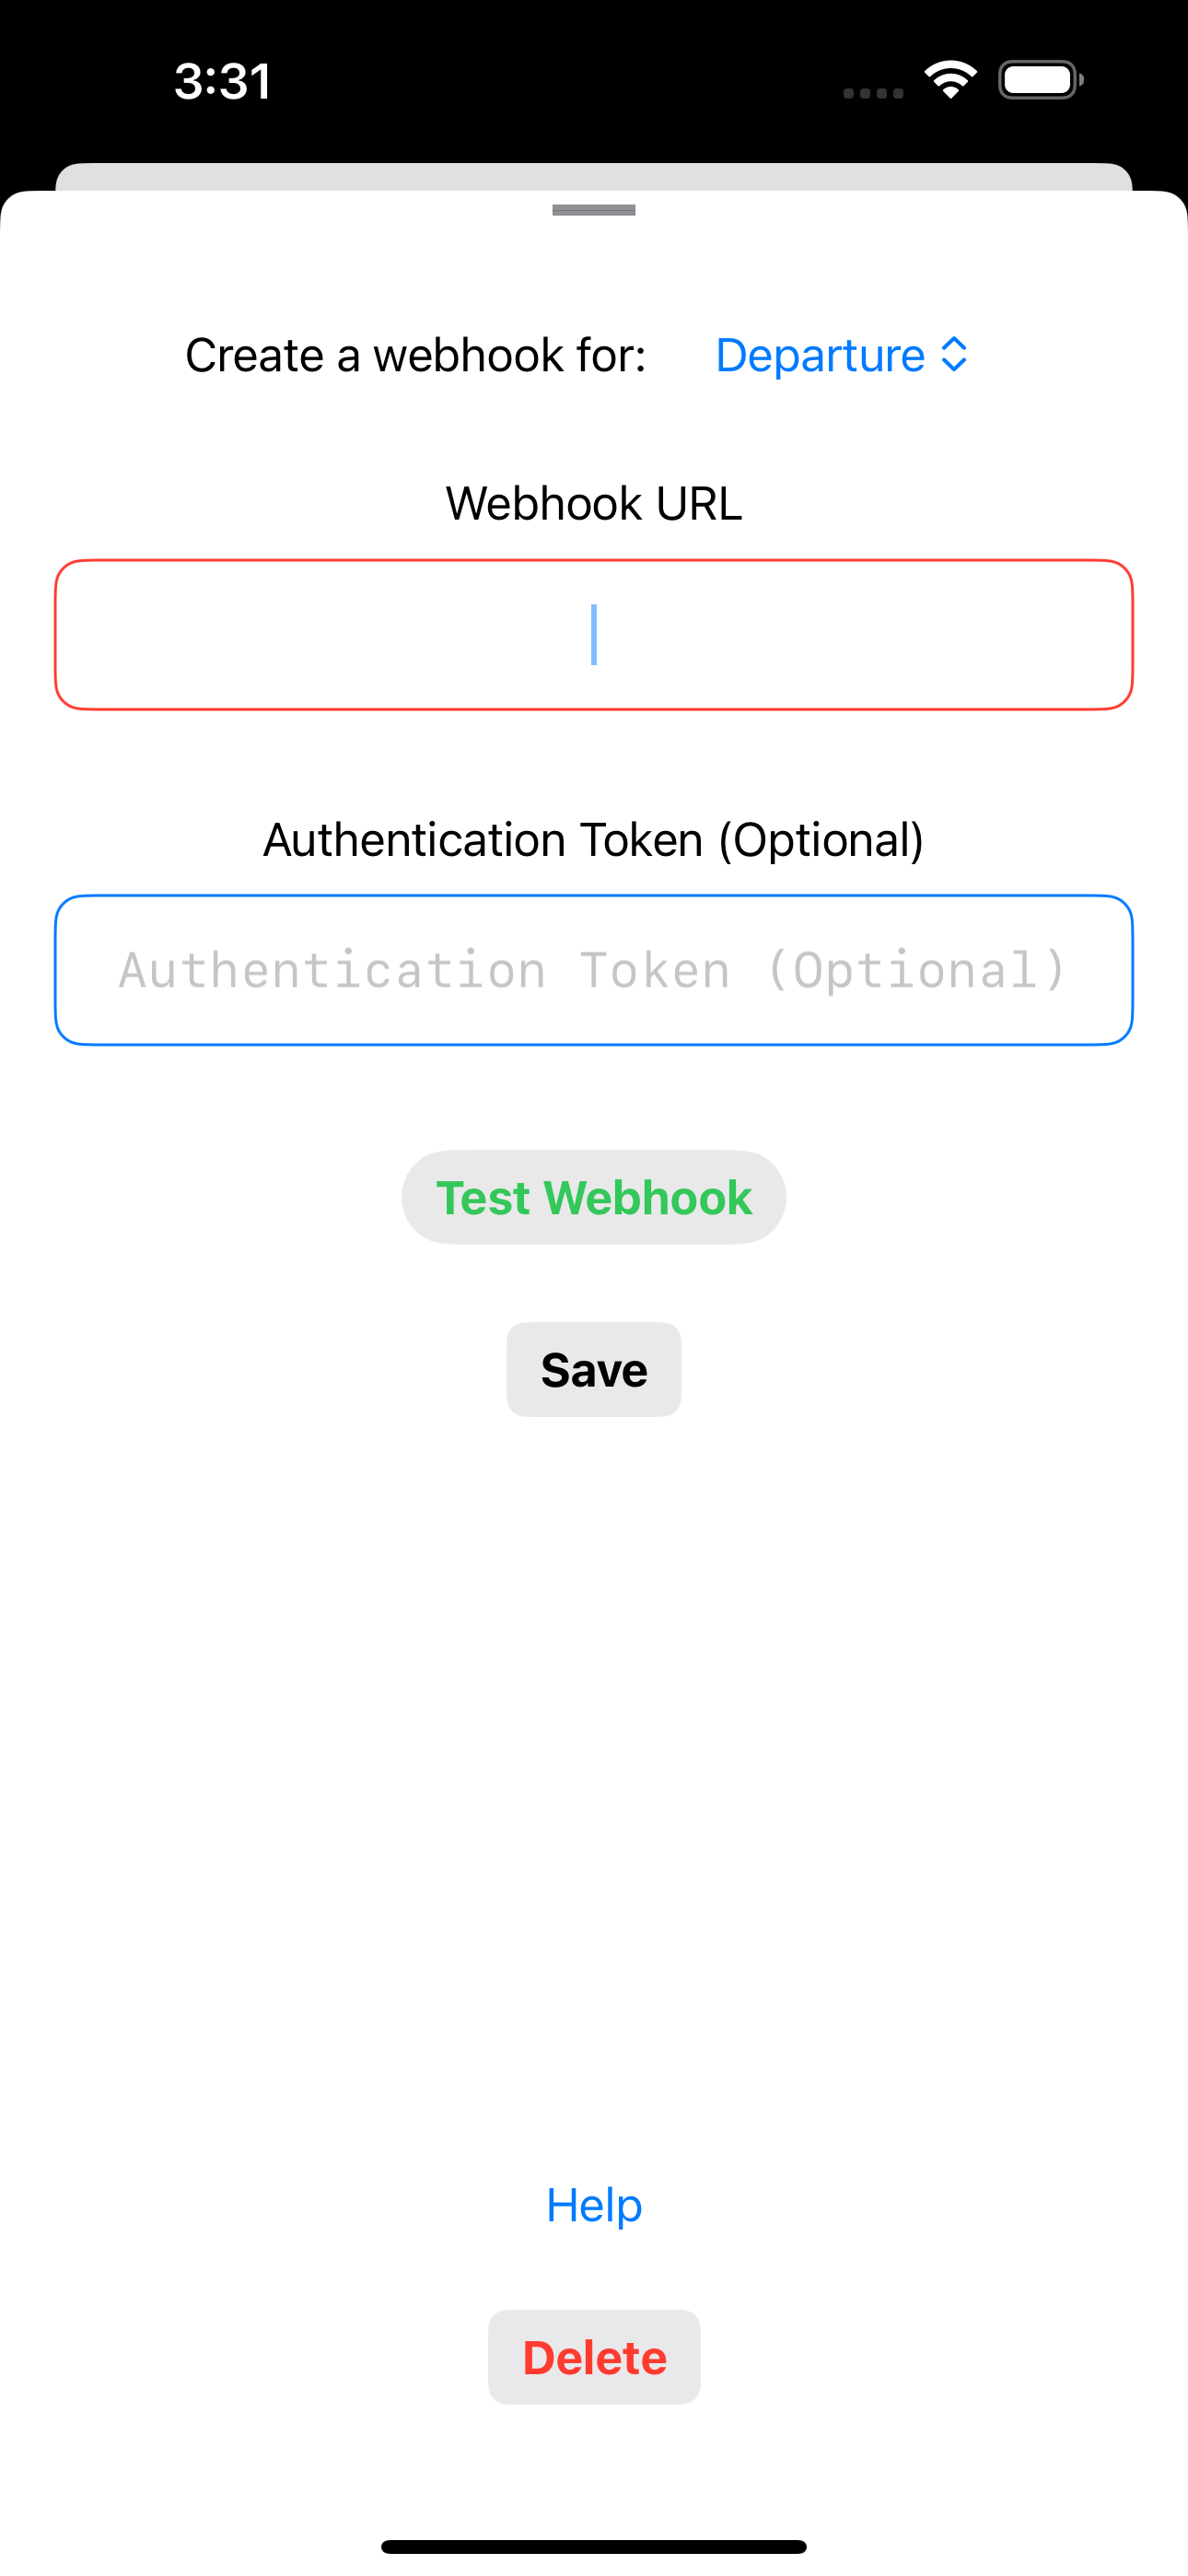 3:31
Create a webhook for: Departure
Webhook URL
Authentication Token (Optional)
Authentication Token (Optional)
Test Webhook
Save
Help
Delete